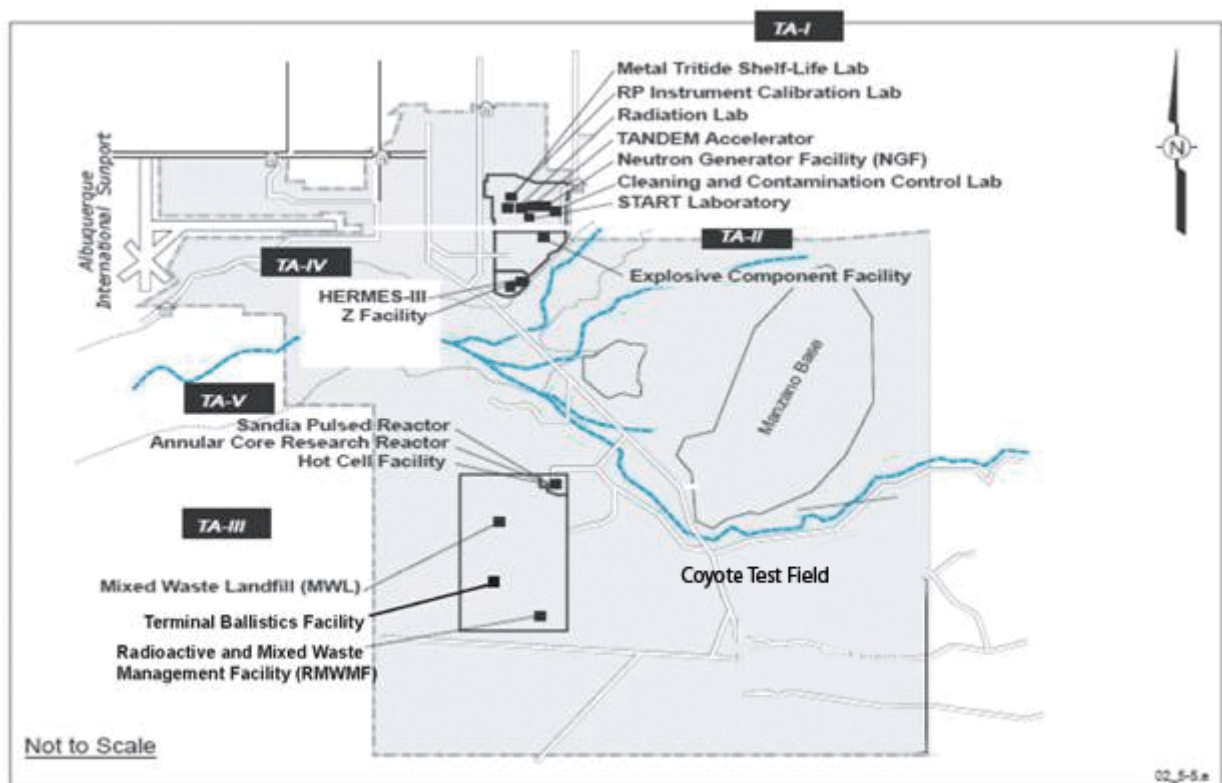 TA-I
Metal Tritide Shelf-Life Lab
RP Instrument Calibration Lab
Radiation Lab
TANDEM Accelerator
Neutron Generator Facility (NGF)
Cleaning and Contamination Control Lab
START Laboratory
N
Albuquerque
International Sunport
TA-II
TA-IV
Explosive Component Facility
HERMES-III
Z Facility
Manzano Base
TA-V
Sandia Pulsed Reactor
Annular Core Research Reactor
Hot Cell Facility
TA-III
Mixed Waste Landfill (MWL)
Coyote Test Field
Terminal Ballistics Facility
Radioactive and Mixed Waste
Management Facility (RMWMF)
Not to Scale